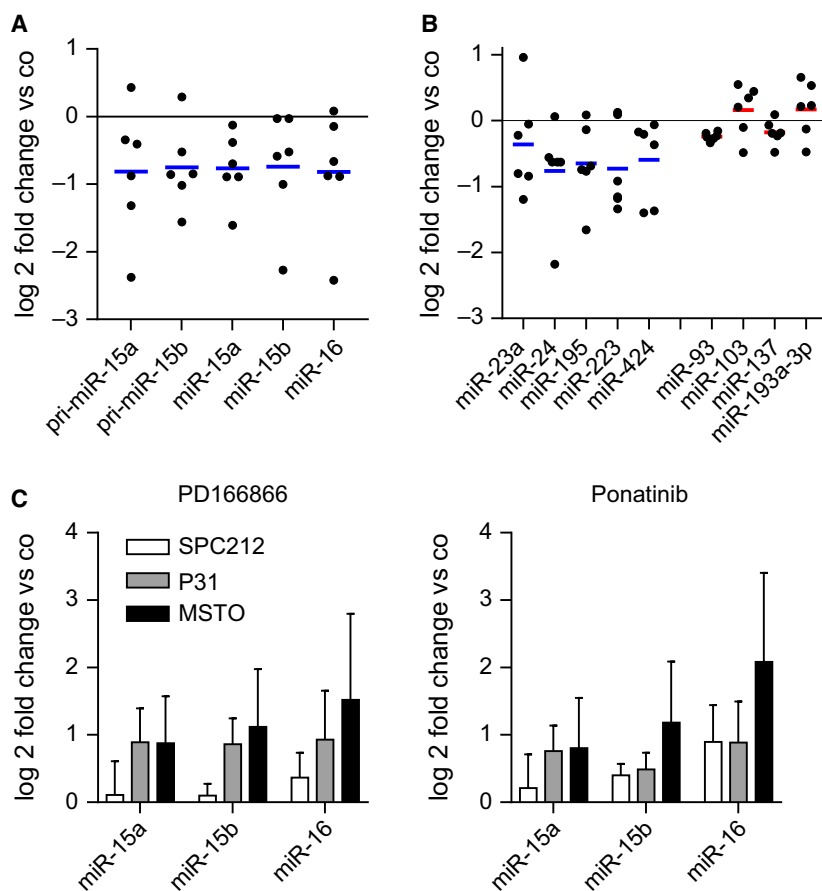 A
log 2 fold change vs co
1
0
–1
–2
–3
pri-miR-15a
pri-miR-15b
miR-15a
miR-15b
miR-16
B
log 2 fold change vs co
1
0
–1
–2
–3
miR-23a
miR-24
miR-195
miR-223
miR-424
miR-93
miR-103
miR-137
miR-193a-3p
C
PD166866
log 2 fold change vs co
4
3
2
1
0
SPC212
P31
MSTO
miR-15a
miR-15b
miR-16
Ponatinib
log 2 fold change vs co
4
3
2
1
0
miR-15a
miR-15b
miR-16